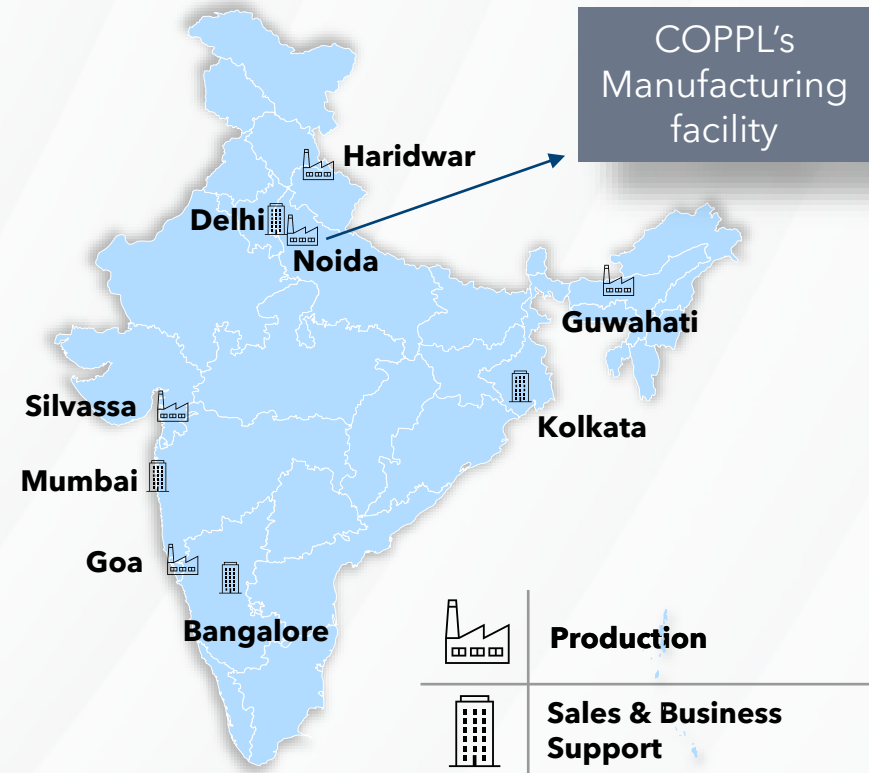 COPPL's
Manufacturing
facility
Haridwar
Delhi
Noida
Guwahati
Silvassa
Kolkata
Mumbai
Goa
Bangalore
Production
Sales & Business
Support